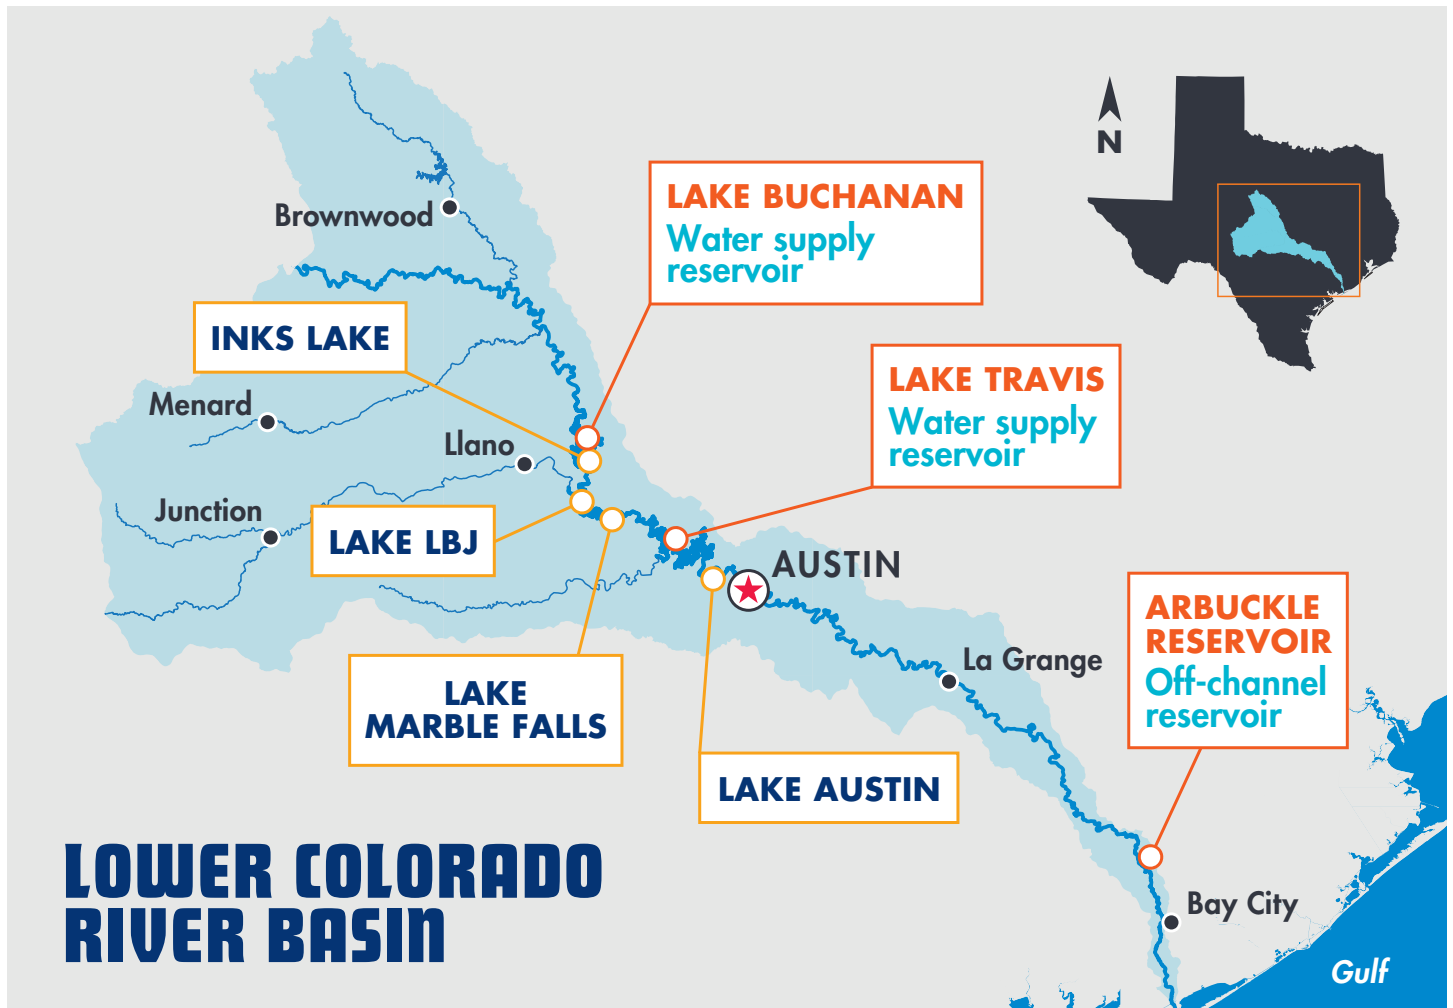 N
Brownwood
LAKE BUCHANAN
Water supply
reservoir
INKS LAKE
LAKE TRAVIS
Water supply
reservoir
Menard
Llano
Junction
LAKE LBJ
AUSTIN
ARBUCKLE
RESERVOIR
Off-channel
reservoir
La Grange
LAKE
MARBLE FALLS
LAKE AUSTIN
LOWER COLORADO
RIVER BASIN
Bay City
Gulf